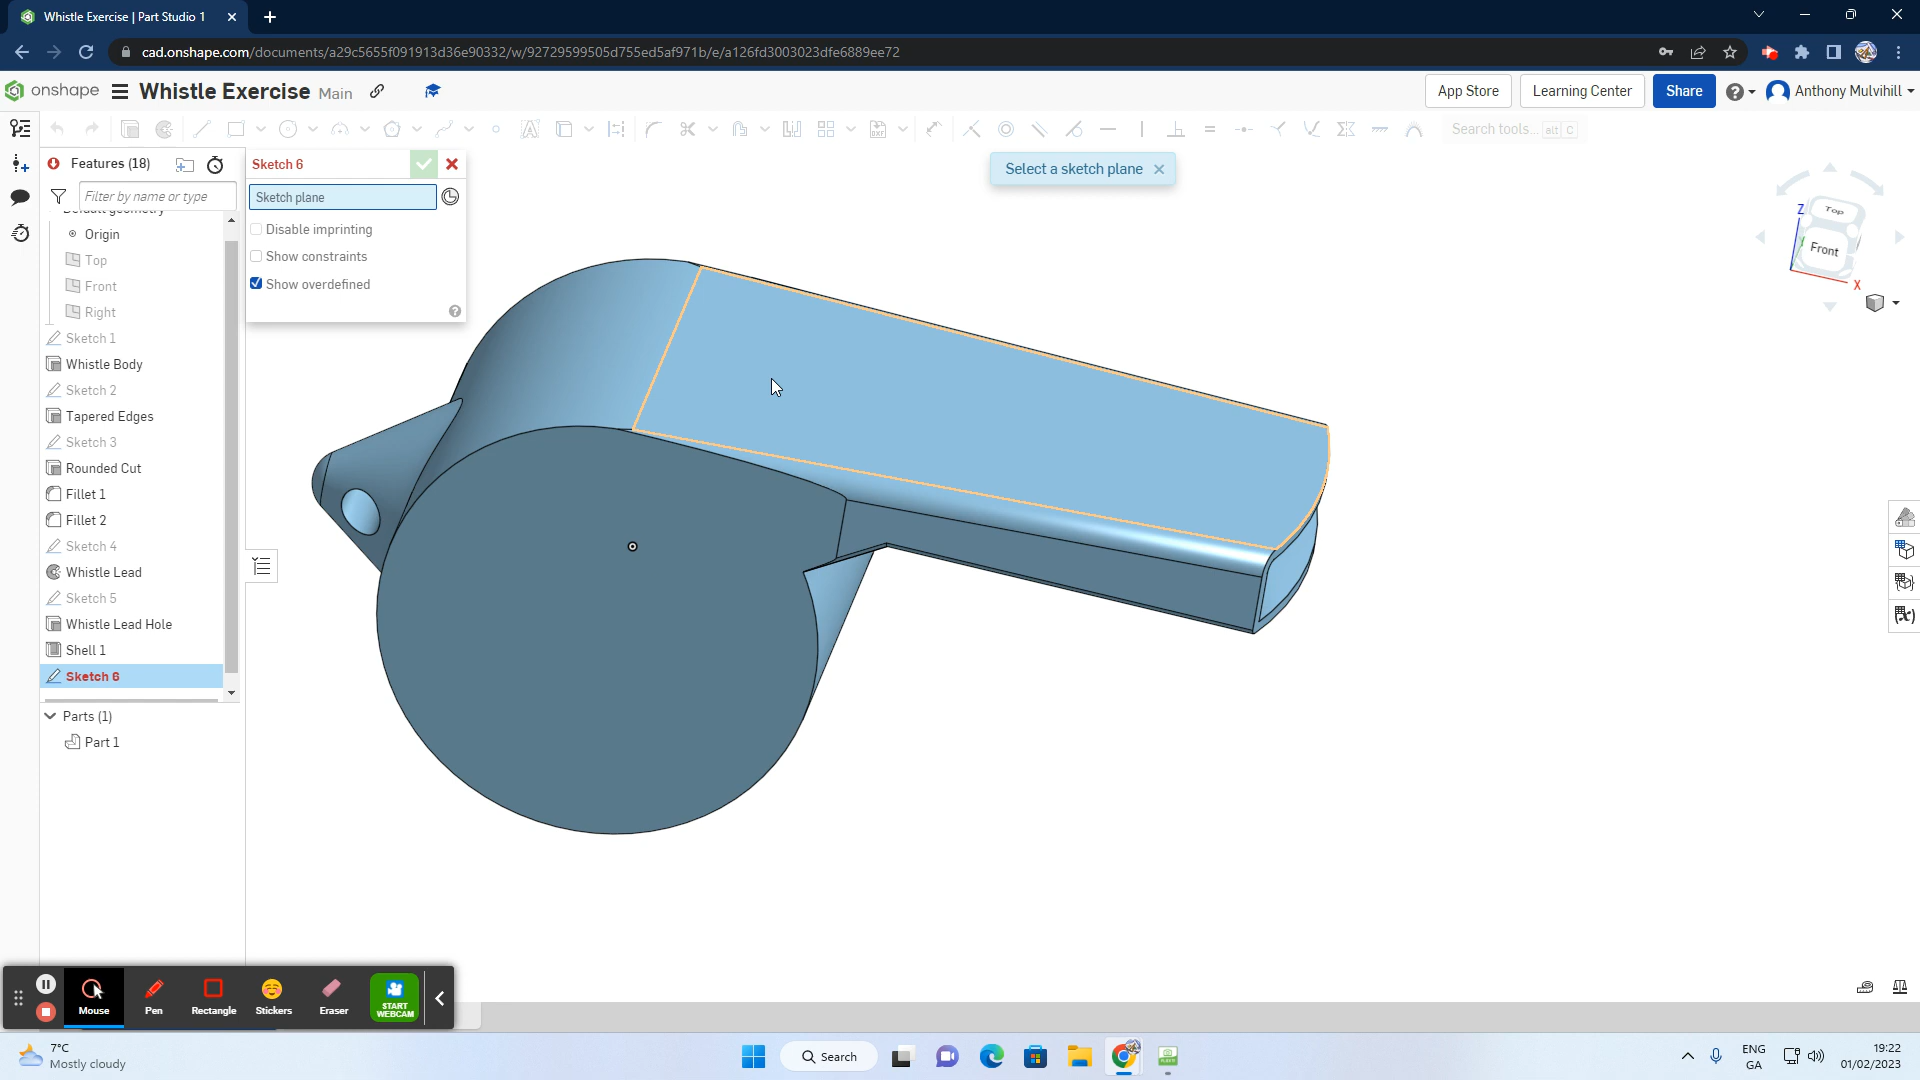 Whistle Exercise | Part Studio 1
cad.onshape.com/documents/a29c5655f091913d36e90332/w/92729599505d755ed5af971b/e/a126fd3003023dfe6889ee72
onshape Whistle Exercise Main
App Store Learning Center Share Anthony Mulvihill
Search tools... alt C
Features (18)
Filter by name or type
Default geometry
Origin
Top
Front
Right
Sketch 1
Whistle Body
Sketch 2
Tapered Edges
Sketch 3
Rounded Cut
Fillet 1
Fillet 2
Sketch 4
Whistle Lead
Sketch 5
Whistle Lead Hole
Shell 1
Sketch 6
Parts (1)
Part 1
Sketch 6
Sketch plane
Disable imprinting
Show constraints
Show overdefined
Select a sketch plane
Z
Top
Y
Front
X
Mouse Pen Rectangle Stickers Eraser START WEBCAM
7°C
Mostly cloudy
Search
ENG
GA
19:22
01/02/2023